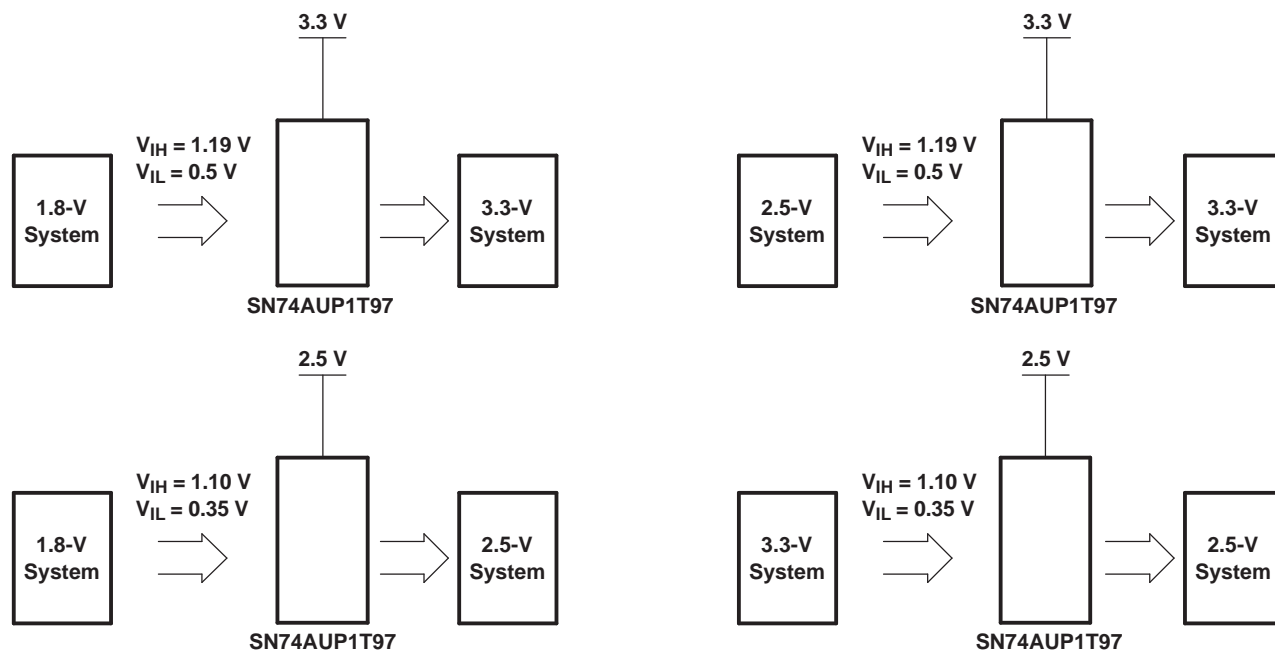 3.3 V
V_IH = 1.19 V
V_IL = 0.5 V
1.8-V
System
3.3-V
System
SN74AUP1T97
3.3 V
V_IH = 1.19 V
V_IL = 0.5 V
2.5-V
System
3.3-V
System
SN74AUP1T97
2.5 V
V_IH = 1.10 V
V_IL = 0.35 V
1.8-V
System
2.5-V
System
SN74AUP1T97
2.5 V
V_IH = 1.10 V
V_IL = 0.35 V
3.3-V
System
2.5-V
System
SN74AUP1T97